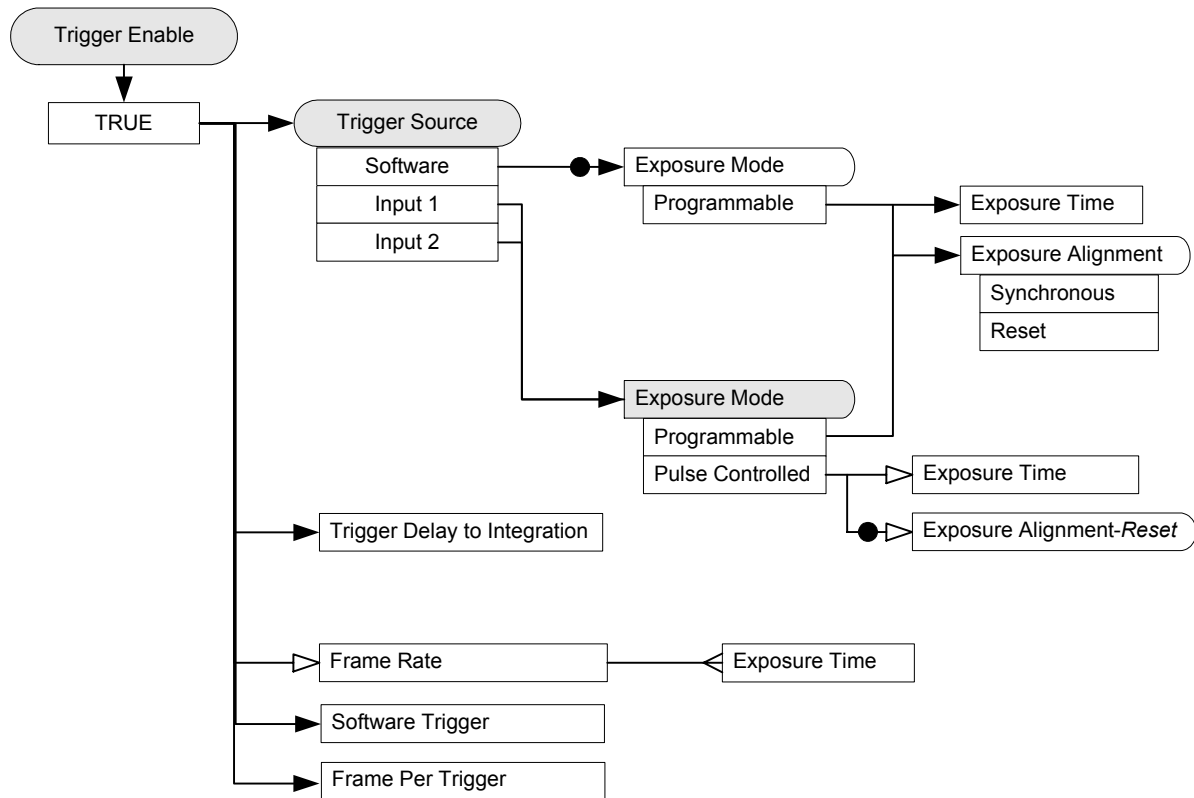 Trigger Enable
TRUE
Trigger Source
Software
Input 1
Input 2
Exposure Mode
Programmable
Exposure Time
Exposure Alignment
Synchronous
Reset
Exposure Mode
Programmable
Pulse Controlled
Exposure Time
Exposure Alignment-Reset
Trigger Delay to Integration
Frame Rate
Exposure Time
Software Trigger
Frame Per Trigger